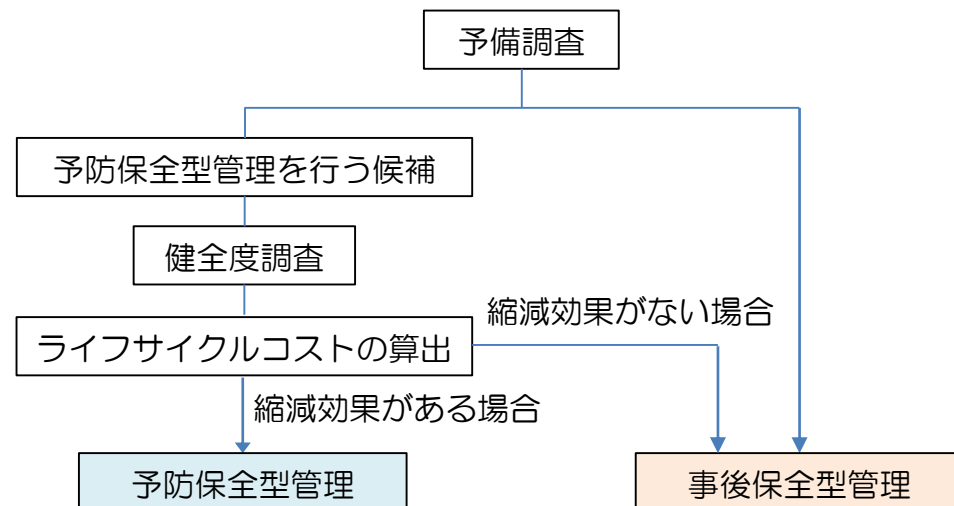 予備調査
予防保全型管理を行う候補
健全度調査
縮減効果がない場合
ライフサイクルコストの算出
縮減効果がある場合
予防保全型管理
事後保全型管理